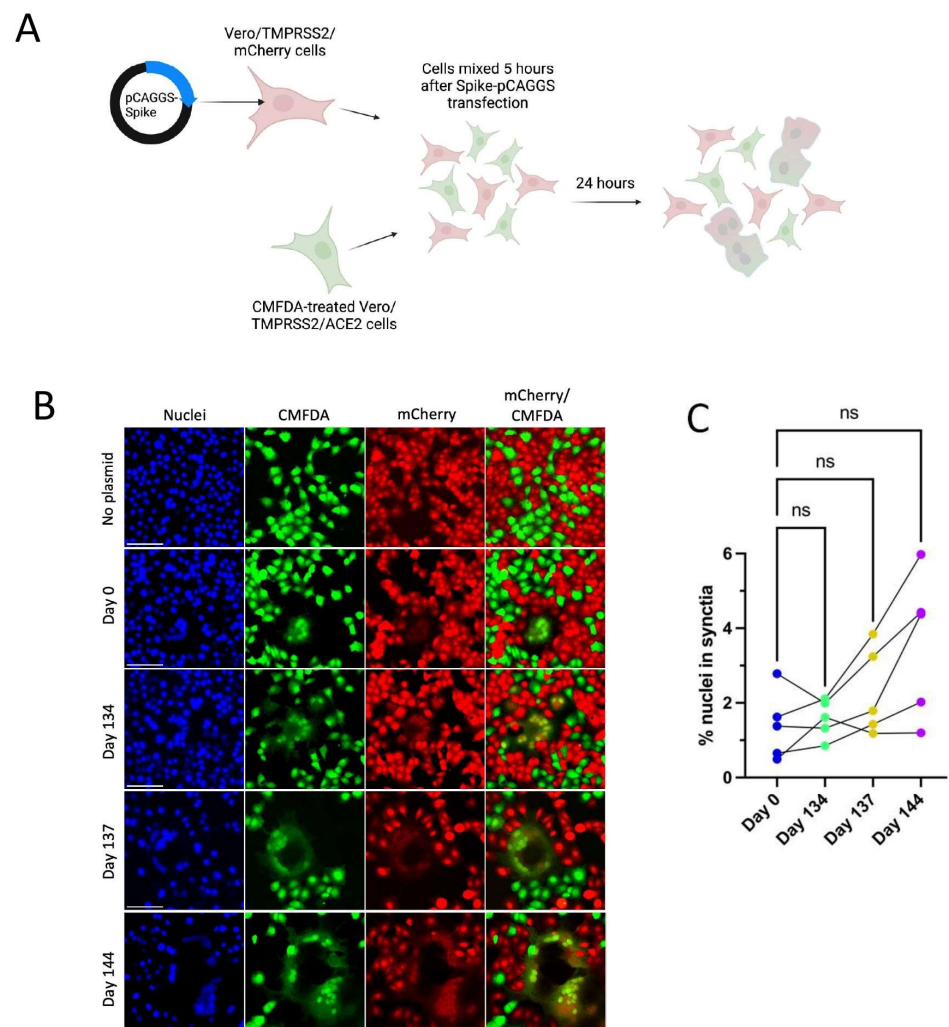 A
Vero/TMPRSS2/
mCherry cells
pCAGGS-
Spike
Cells mixed 5 hours
after Spike-pCAGGS
transfection
24 hours
CMFDA-treated Vero/
TMPRSS2/ACE2 cells
B
Nuclei
CMFDA
mCherry
mCherry/
CMFDA
No plasmid
Day 0
Day 134
Day 137
Day 144
C
ns
ns
ns
% nuclei in synctia
6
4
2
0
Day 0
Day 134
Day 137
Day 144